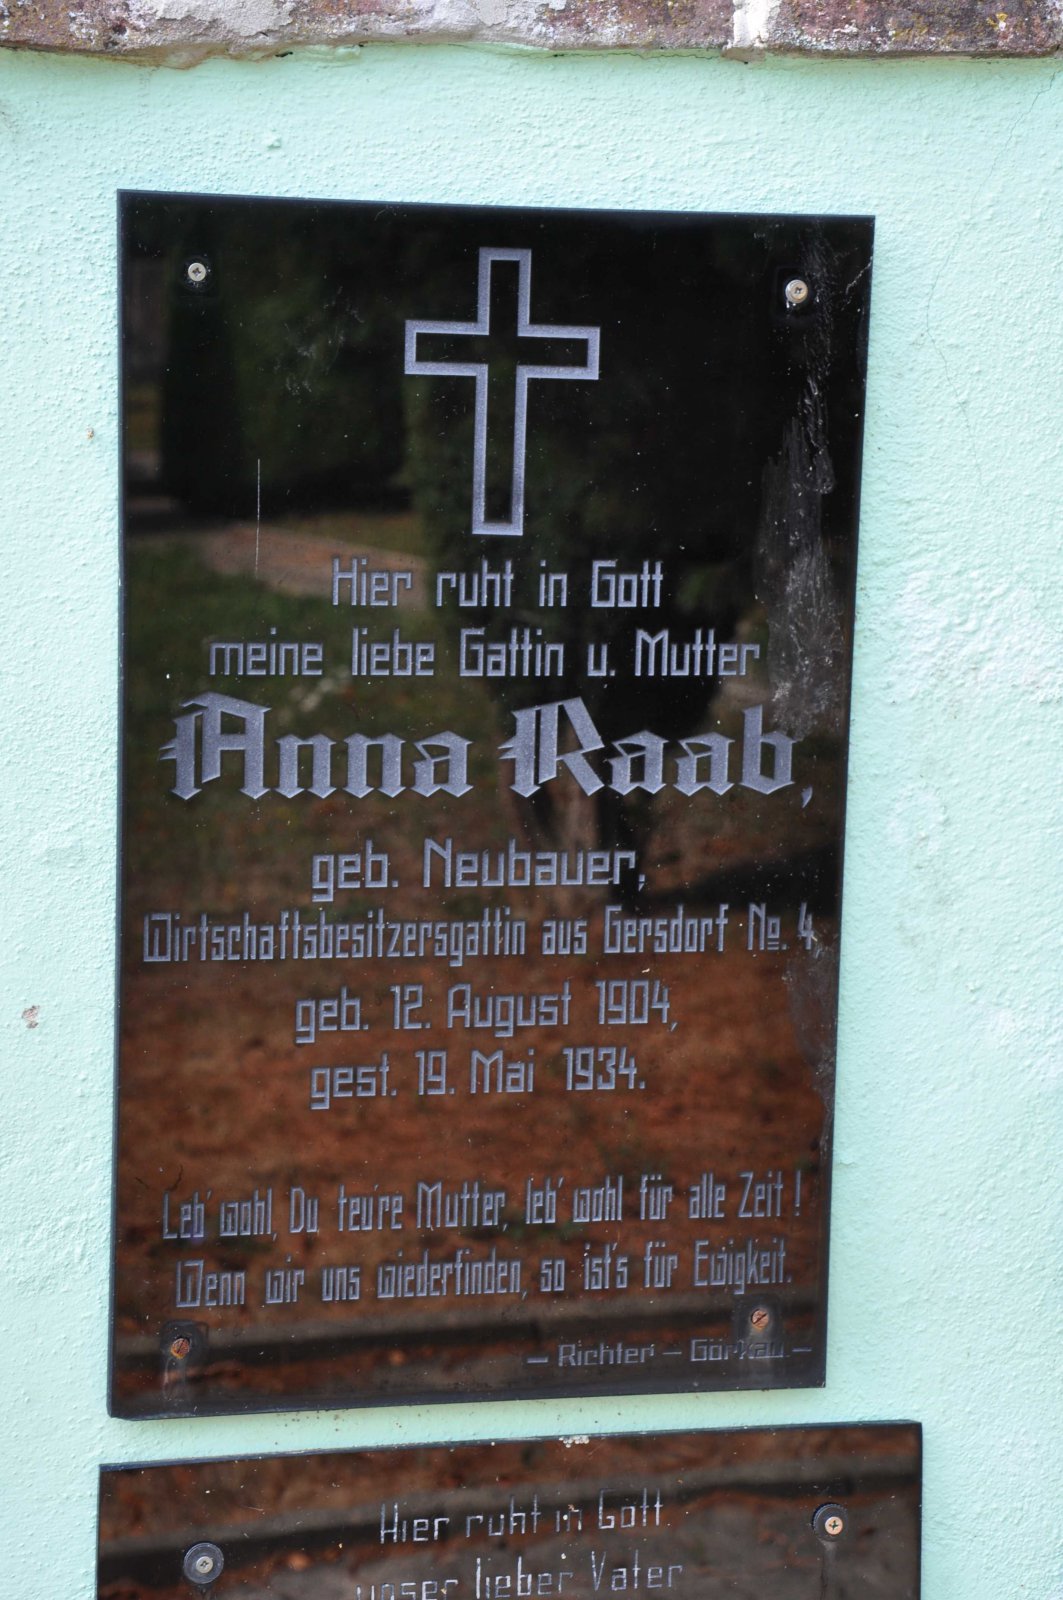 Hier ruht in Gott
meine liebe Gattin u. Mutter
Anna Raab,
geb. Neubauer,
Wirtschaftsbesitzersgattin aus Gersdorf No. 4
geb. 12. August 1904,
gest. 19. Mai 1934.
Leb' wohl, Du teu're Mutter, leb' wohl für alle Zeit!
Wenn wir uns wiederfinden, so ist's für Ewigkeit.
– Richter – Görkau –
Hier ruht in Gott
unser lieber Vater